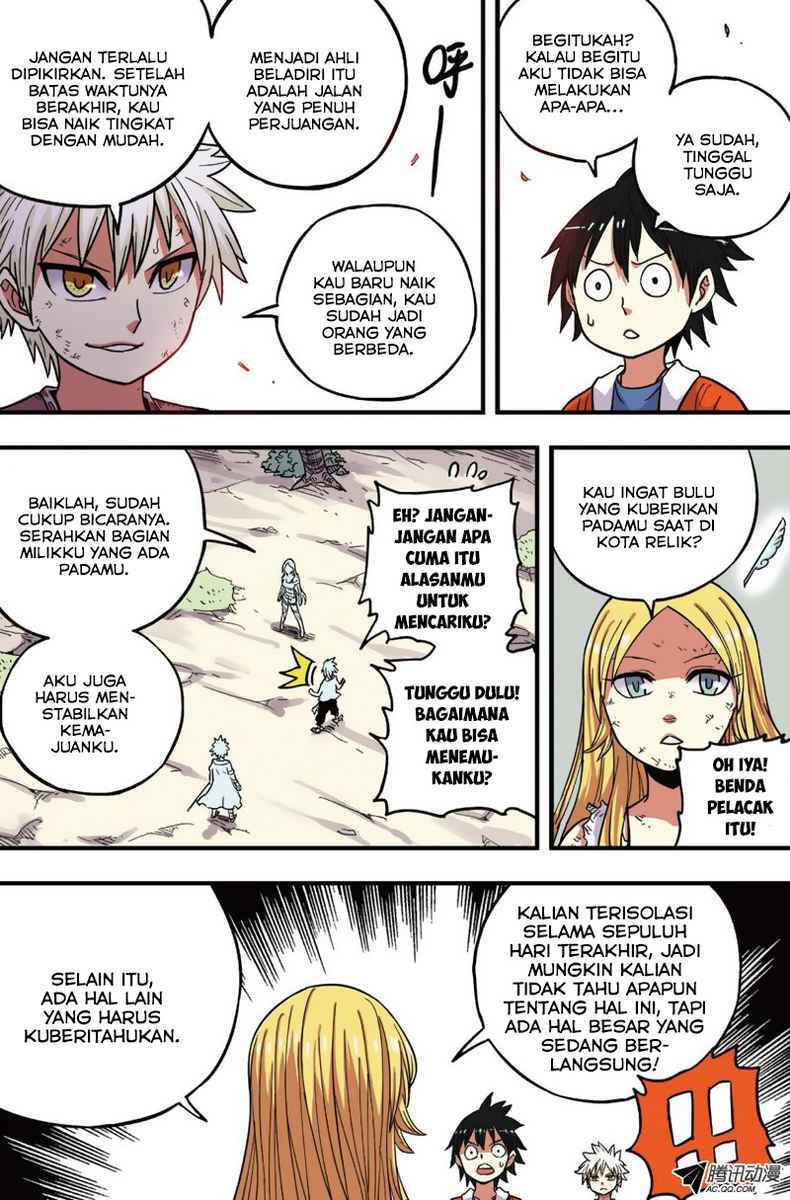 JANGAN TERLALU
DIPIKIRKAN. SETELAH
BATAS WAKTUNYA
BERAKHIR, KAU
BISA NAIK TINGKAT
DENGAN MUDAH.
MENJADI AHLI
BELADIRI ITU
ADALAH JALAN
YANG PENUH
PERJUANGAN.
呼
WALAUPUN
KAU BARU NAIK
SEBAGIAN, KAU
SUDAH JADI
ORANG YANG
BERBEDA.
BEGITUKAH?
KALAU BEGITU
AKU TIDAK BISA
MELAKUKAN
APA-APA...
YA SUDAH,
TINGGAL
TUNGGU
SAJA.
BAIKLAH, SUDAH
CUKUP BICARANYA.
SERAHKAN BAGIAN
MILIKKU YANG ADA
PADAMU.
AKU JUGA
HARUS MEN-
STABILKAN
KEMA-
JUANKU.
EH? JANGAN-
JANGAN APA
CUMA ITU
ALASANMU
UNTUK
MENCARIKU?
TUNGGU DULU!
BAGAIMANA
KAU BISA
MENEMU-
KANKU?
KAU INGAT BULU
YANG KUBERIKAN
PADAMU SAAT DI
KOTA RELIK?
OH IYA!
BENDA
PELACAK
ITU!
SELAIN ITU,
ADA HAL LAIN
YANG HARUS
KUBERITAHUKAN.
KALIAN TERISOLASI
SELAMA SEPULUH
HARI TERAKHIR, JADI
MUNGKIN KALIAN
TIDAK TAHU APAPUN
TENTANG HAL INI, TAPI
ADA HAL BESAR YANG
SEDANG BER-
LANGSUNG!
腾讯动漫
AC.QQ.COM